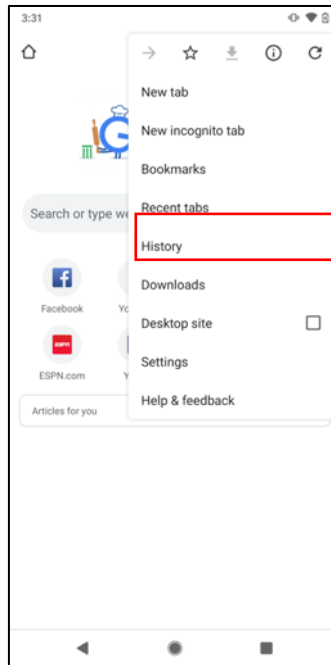 3:31
New tab
New incognito tab
Bookmarks
Recent tabs
Search or type we
History
Downloads
Facebook
Yo
Desktop site
Settings
ESPN
ESPN.com
Y
Help & feedback
Articles for you